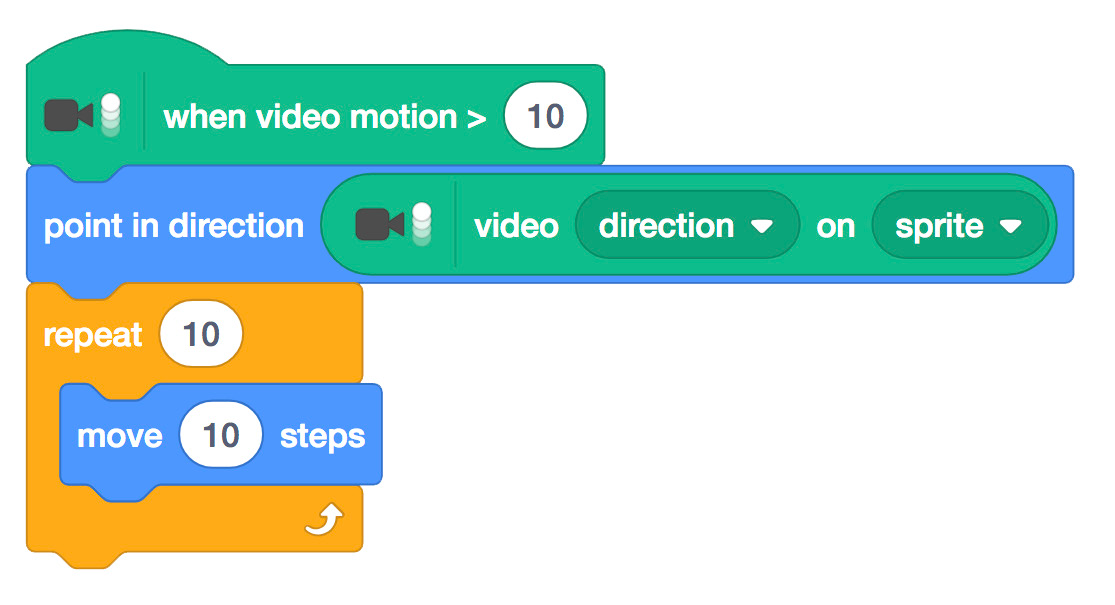 when video motion > 10
point in direction video direction on sprite
repeat 10
move 10 steps